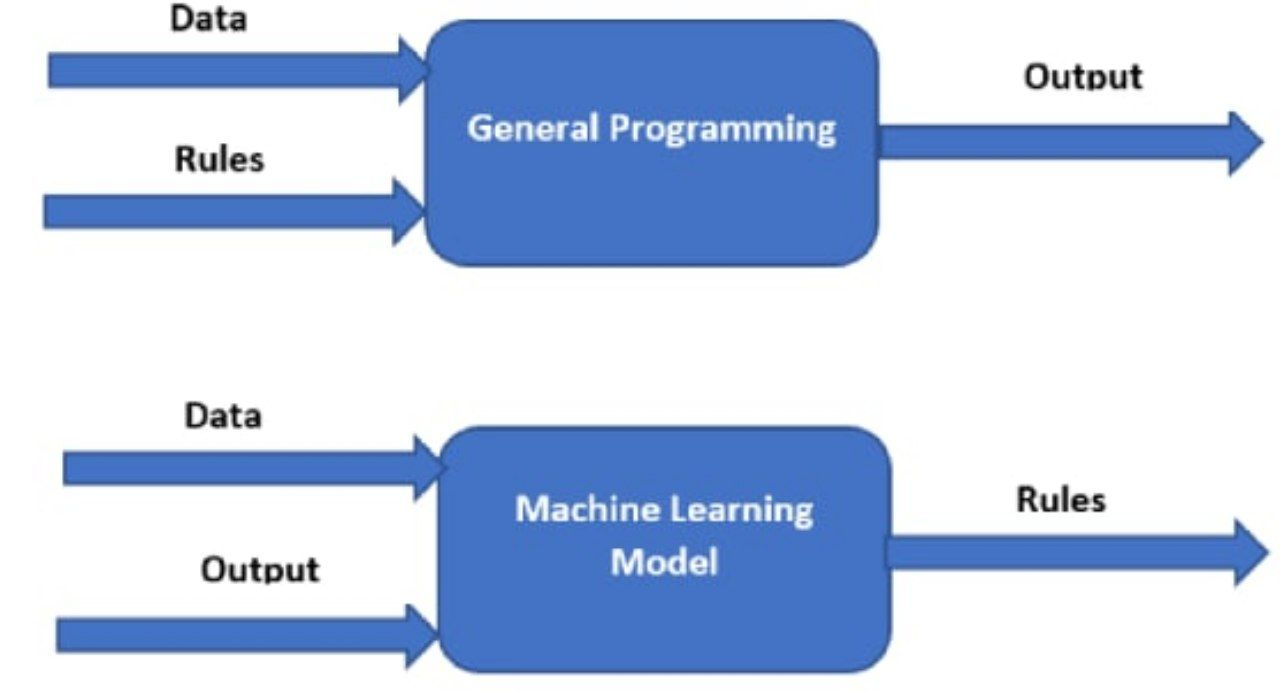 Data
Rules
General Programming
Output
Data
Output
Machine Learning
Model
Rules